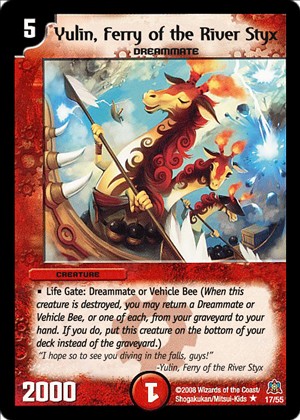 5
Yulin, Ferry of the River Styx
DREAMMATE
CREATURE
▪ Life Gate: Dreammate or Vehicle Bee (When this
creature is destroyed, you may return a Dreammate or
Vehicle Bee, or one of each, from your graveyard to your
hand. If you do, put this creature on the bottom of your
deck instead of the graveyard.)
"I hope so to see you diving in the falls, guys!"
-Yulin, Ferry of the River Styx
2000
1
©2008 Wizards of the Coast/
Shogakukan/Mitsui-Kids ★ 17/55